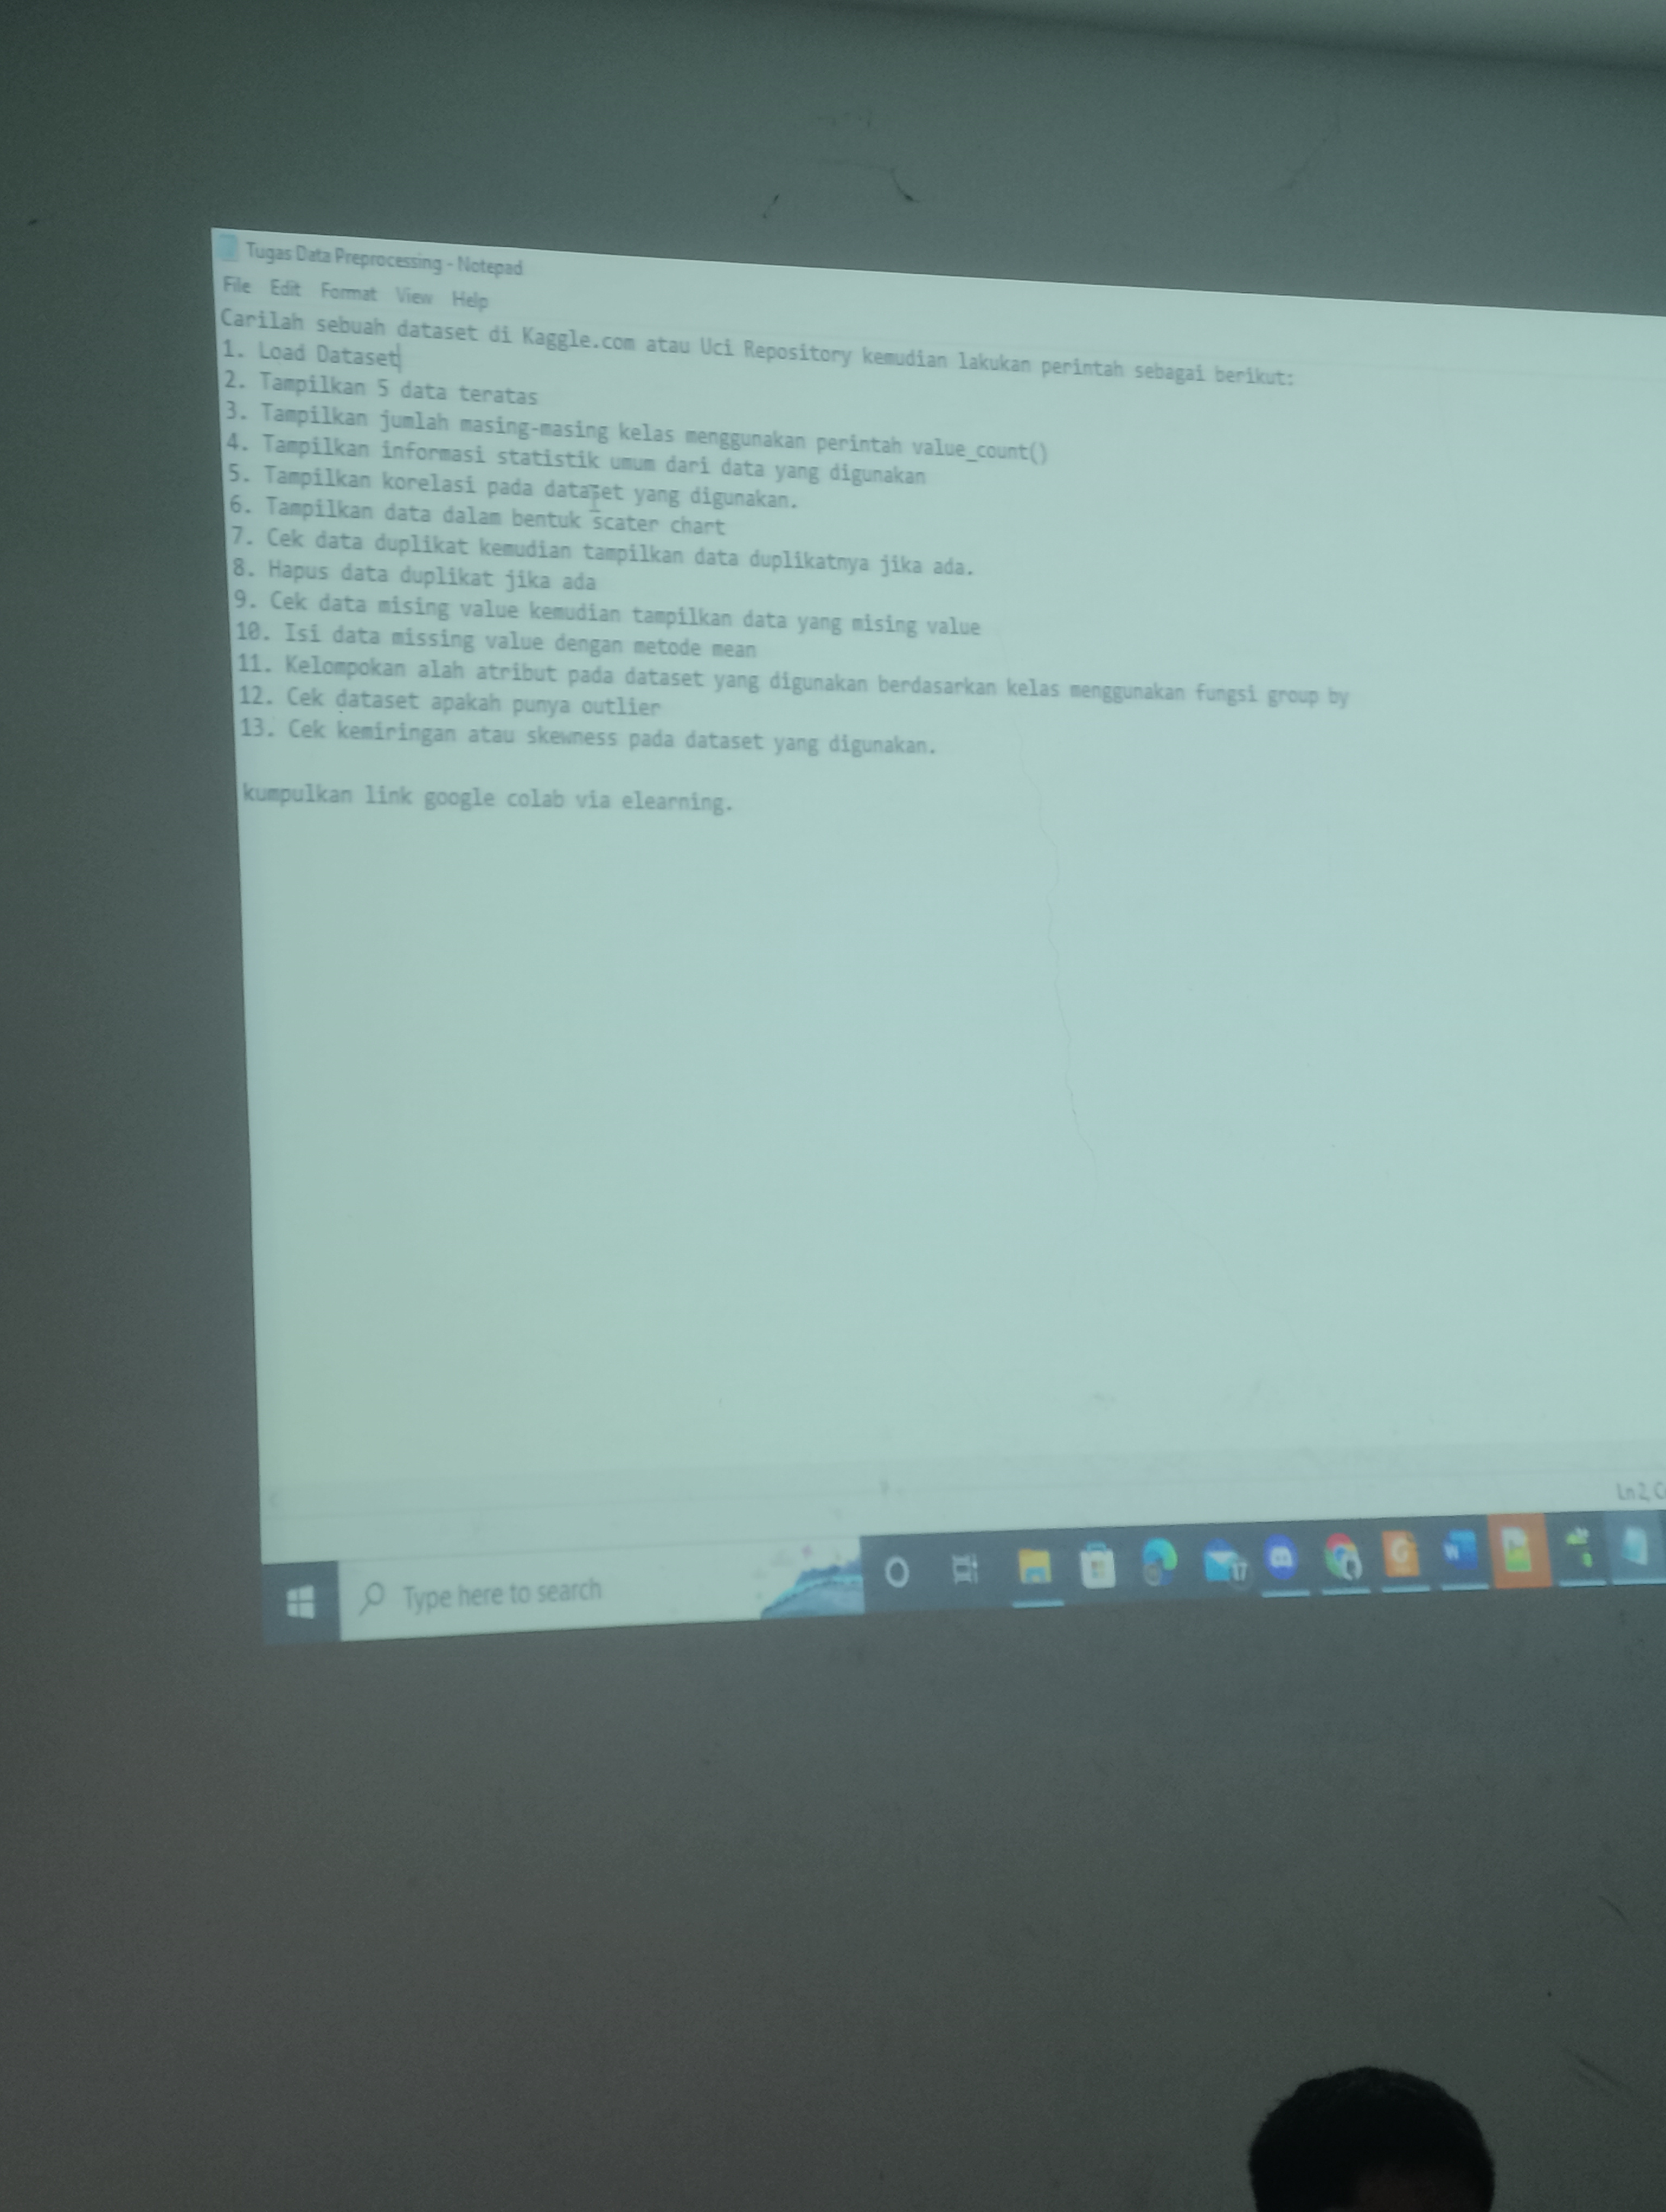 Tugas Data Preprocessing - Notepad
File Edit Format View Help
Carilah sebuah dataset di Kaggle.com atau Uci Repository kemudian lakukan perintah sebagai berikut:
1. Load Dataset
2. Tampilkan 5 data teratas
3. Tampilkan jumlah masing-masing kelas menggunakan perintah value_count()
4. Tampilkan informasi statistik umum dari data yang digunakan
5. Tampilkan korelasi pada dataset yang digunakan.
6. Tampilkan data dalam bentuk scater chart
7. Cek data duplikat kemudian tampilkan data duplikatnya jika ada.
8. Hapus data duplikat jika ada
9. Cek data mising value kemudian tampilkan data yang mising value
10. Isi data missing value dengan metode mean
11. Kelompokan alah atribut pada dataset yang digunakan berdasarkan kelas menggunakan fungsi group by
12. Cek dataset apakah punya outlier
13. Cek kemiringan atau skewness pada dataset yang digunakan.
kumpulkan link google colab via elearning.
Ln 2, C
Type here to search
17